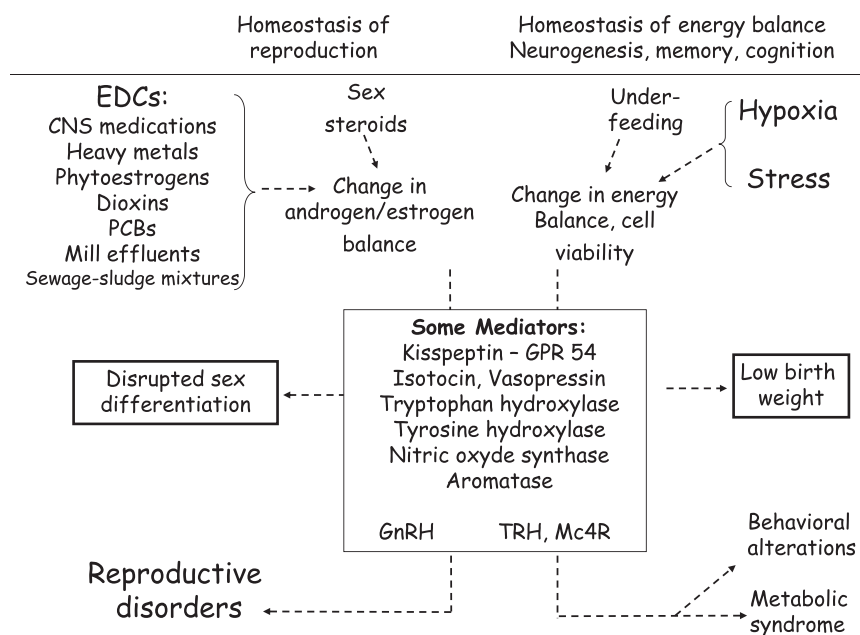 Homeostasis of
reproduction
Homeostasis of energy balance
Neurogenesis, memory, cognition
EDCs:
CNS medications
Heavy metals
Phytoestrogens
Dioxins
PCBs
Mill effluents
Sewage-sludge mixtures
Sex
steroids
Change in
androgen/estrogen
balance
Under-
feeding
Hypoxia
Stress
Change in energy
Balance, cell
viability
Some Mediators:
Kisspeptin – GPR 54
Isotocin, Vasopressin
Tryptophan hydroxylase
Tyrosine hydroxylase
Nitric oxyde synthase
Aromatase
GnRH
TRH, Mc4R
Disrupted sex
differentiation
Low birth
weight
Reproductive
disorders
Behavioral
alterations
Metabolic
syndrome